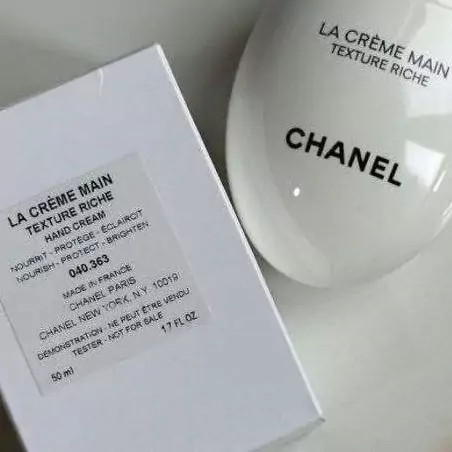 LA CRÈME MAIN
TEXTURE RICHE
CHANEL
LA CRÈME MAIN
TEXTURE RICHE
HAND CREAM
NOURRIT - PROTÈGE - ÉCLAIRCIT
NOURISH - PROTECT - BRIGHTEN
040.363
MADE IN FRANCE
CHANEL PARIS
CHANEL NEW YORK, N.Y. 10019
DÉMONSTRATION - NE PEUT ÊTRE VENDU
TESTER - NOT FOR SALE
50 ml 1.7 FL OZ